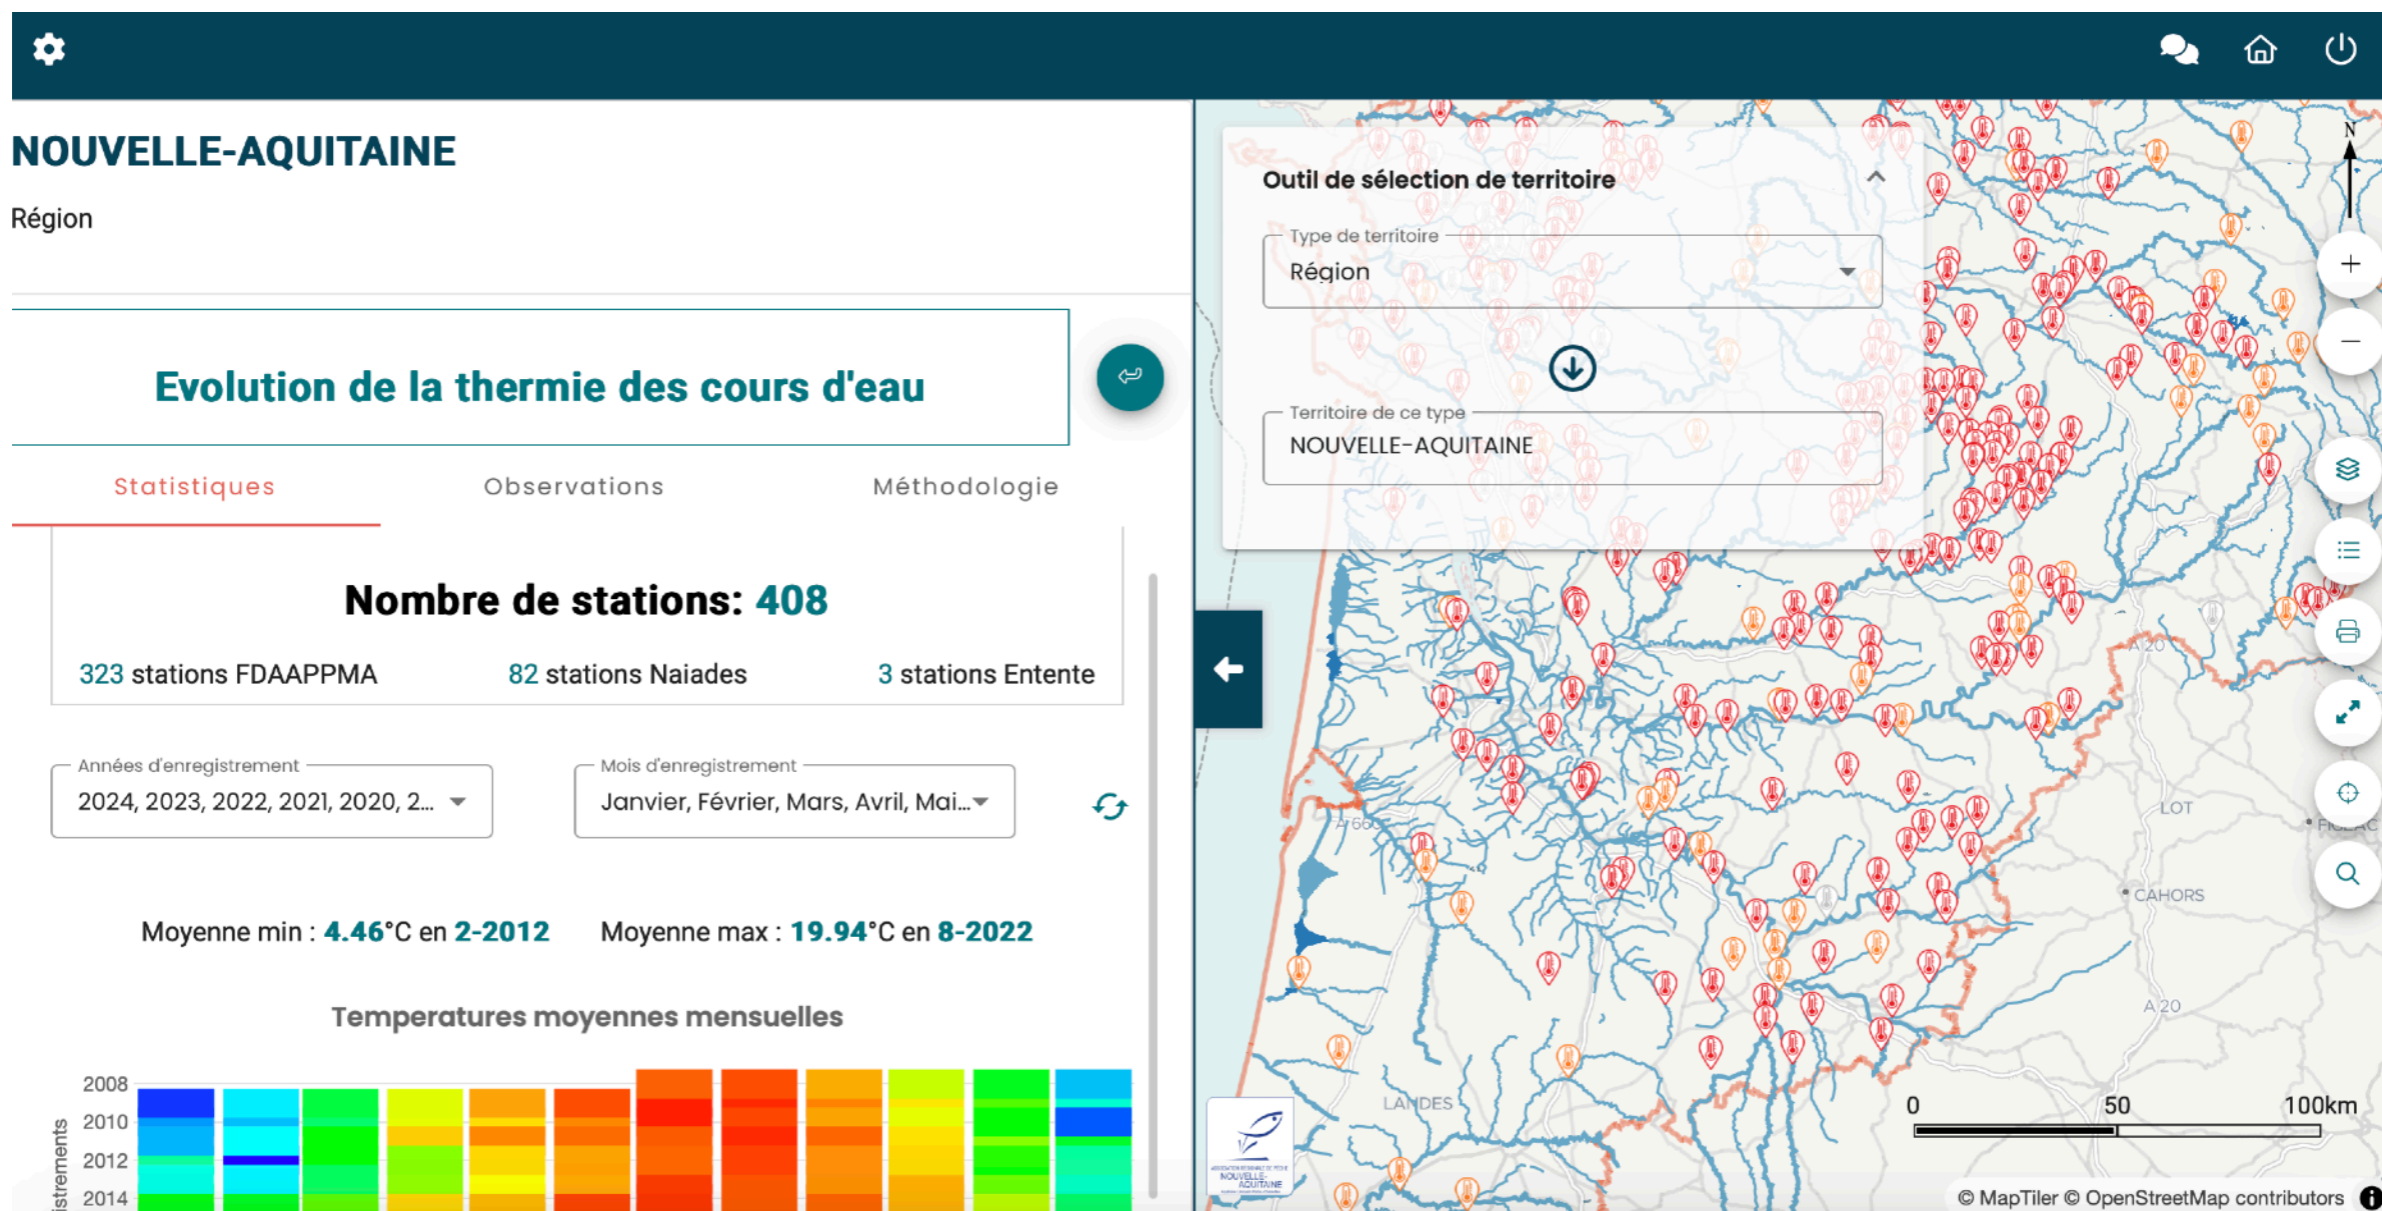 NOUVELLE-AQUITAINE
Région
Evolution de la thermie des cours d'eau
Statistiques
Observations
Méthodologie
Nombre de stations: 408
323 stations FDAAPPMA
82 stations Naiades
3 stations Entente
Années d'enregistrement
2024, 2023, 2022, 2021, 2020, 2...
Mois d'enregistrement
Janvier, Février, Mars, Avril, Mai...
Moyenne min : 4.46°C en 2-2012
Moyenne max : 19.94°C en 8-2022
Temperatures moyennes mensuelles
2008
2010
2012
2014
Outil de sélection de territoire
Type de territoire
Région
Territoire de ce type
NOUVELLE-AQUITAINE
N
A 20
LOT
CAHORS
A 20
LANDES
0
50
100km
NOUVELLE-
AQUITAINE
© MapTiler © OpenStreetMap contributors